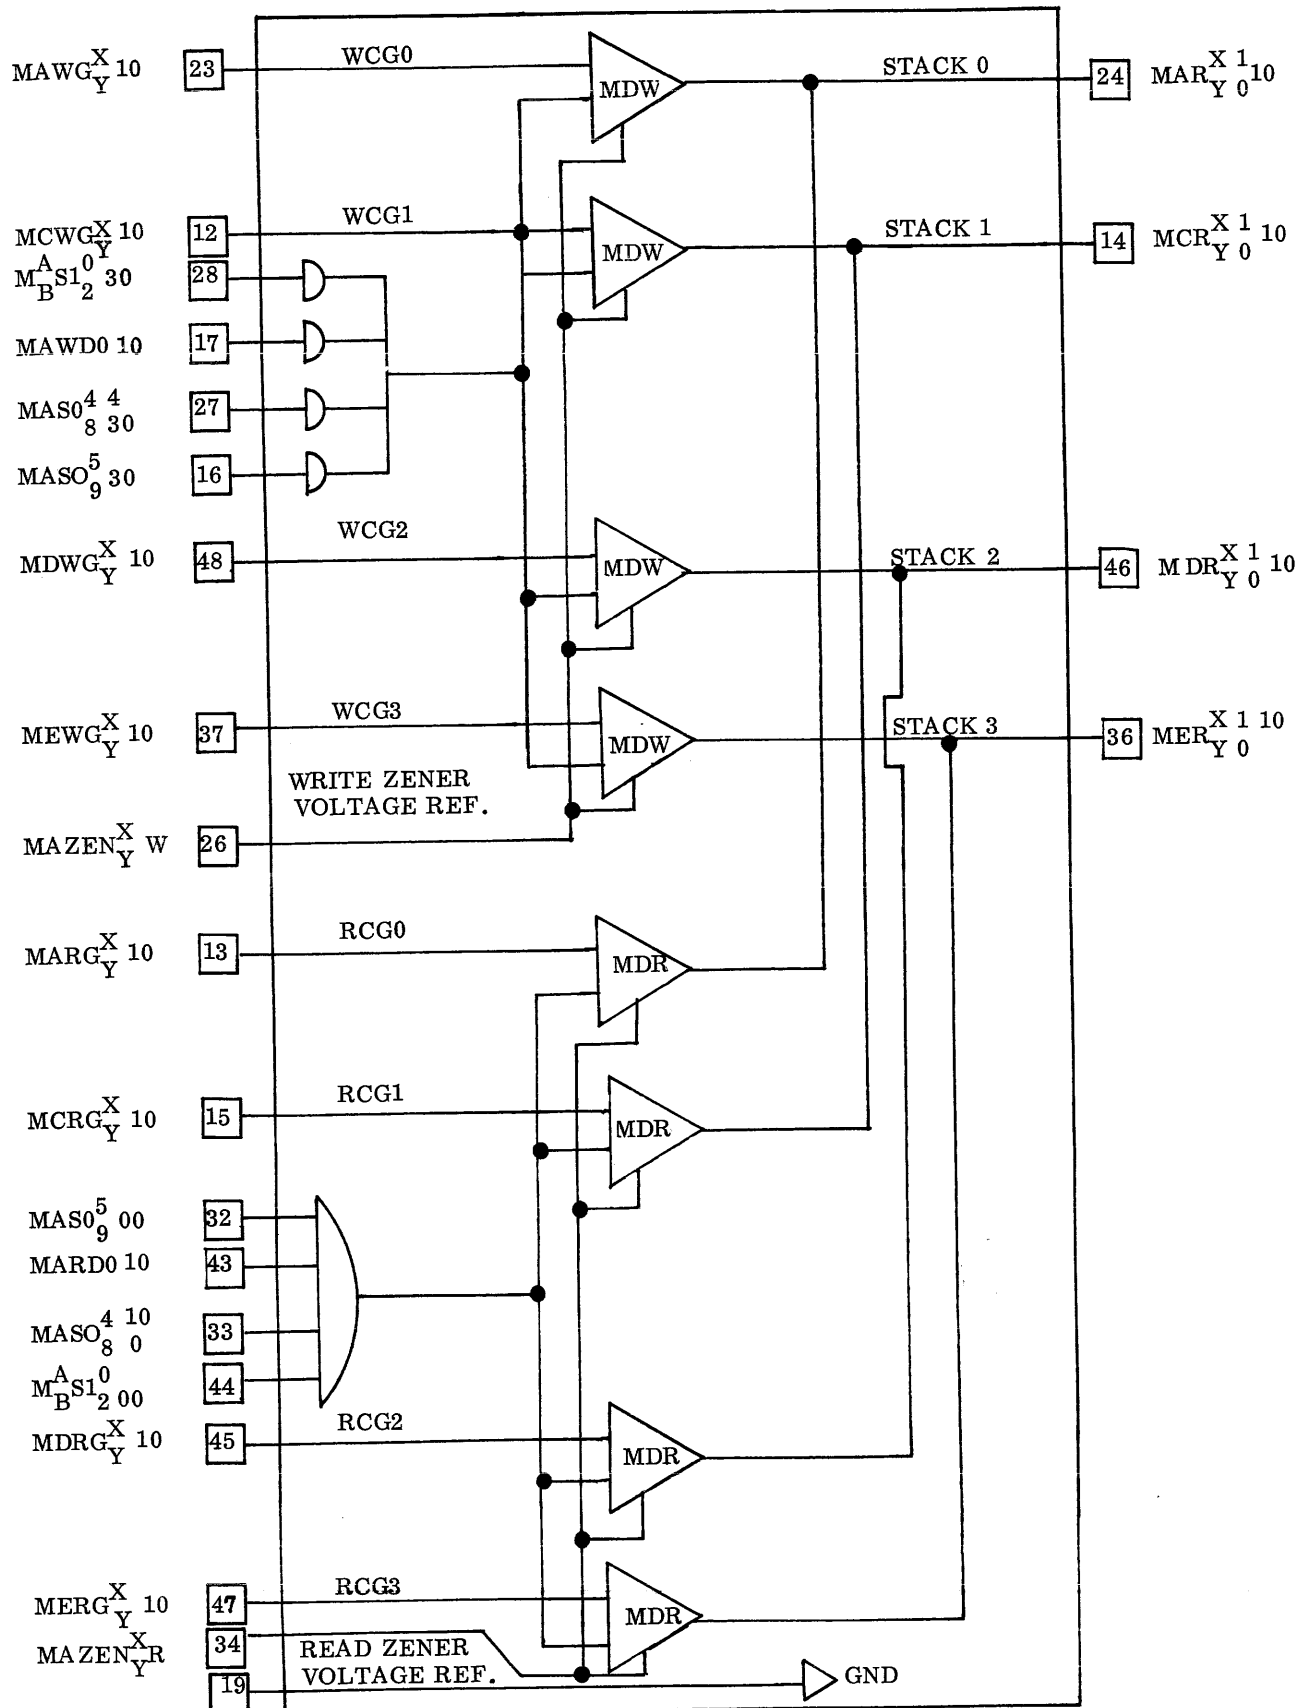 MAWG X Y 10 23 WCG0 MDW STACK 0 24 MAR X 1 Y 0 10
MCWG X Y 10 12 WCG1 MDW STACK 1 14 MCR X 1 Y 0 10
M A B S1 0 2 30 28
MAWD0 10 17
MAS0 4 4 8 30 27
MASO 5 9 30 16
MDWG X Y 10 48 WCG2 MDW STACK 2 46 MDR X 1 Y 0 10
MEWG X Y 10 37 WCG3 MDW STACK 3 36 MER X 1 Y 0 10
WRITE ZENER
VOLTAGE REF.
MAZEN X Y W 26
MARG X Y 10 13 RCG0 MDR
MCRG X Y 10 15 RCG1 MDR
MAS0 5 9 00 32
MARD0 10 43
MASO 4 10 8 0 33
M A B S1 0 2 00 44
MDRG X Y 10 45 RCG2 MDR
MERG X Y 10 47 RCG3 MDR
MAZEN X Y R 34 READ ZENER
VOLTAGE REF.
19 GND